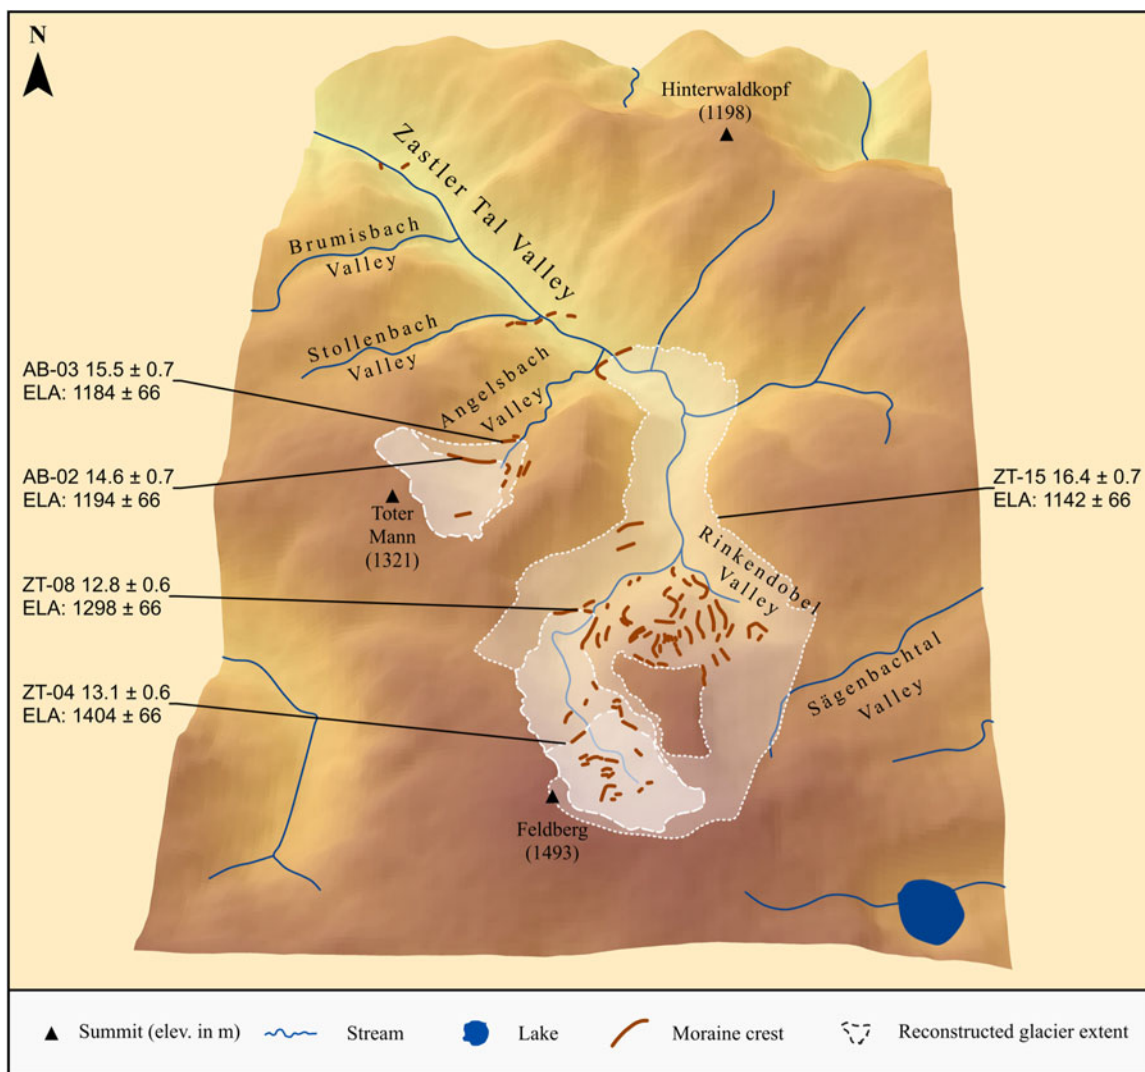 N
Hinterwaldkopf
(1198)
Zastler Tal Valley
Brumisbach
Valley
Stollenbach
Valley
Angelsbach
Valley
AB-03 15.5 ± 0.7
ELA: 1184 ± 66
AB-02 14.6 ± 0.7
ELA: 1194 ± 66
Toter
Mann
(1321)
ZT-15 16.4 ± 0.7
ELA: 1142 ± 66
Rinkendobel
Valley
ZT-08 12.8 ± 0.6
ELA: 1298 ± 66
Sägenbachtal
Valley
ZT-04 13.1 ± 0.6
ELA: 1404 ± 66
Feldberg
(1493)
Summit (elev. in m)
Stream
Lake
Moraine crest
Reconstructed glacier extent